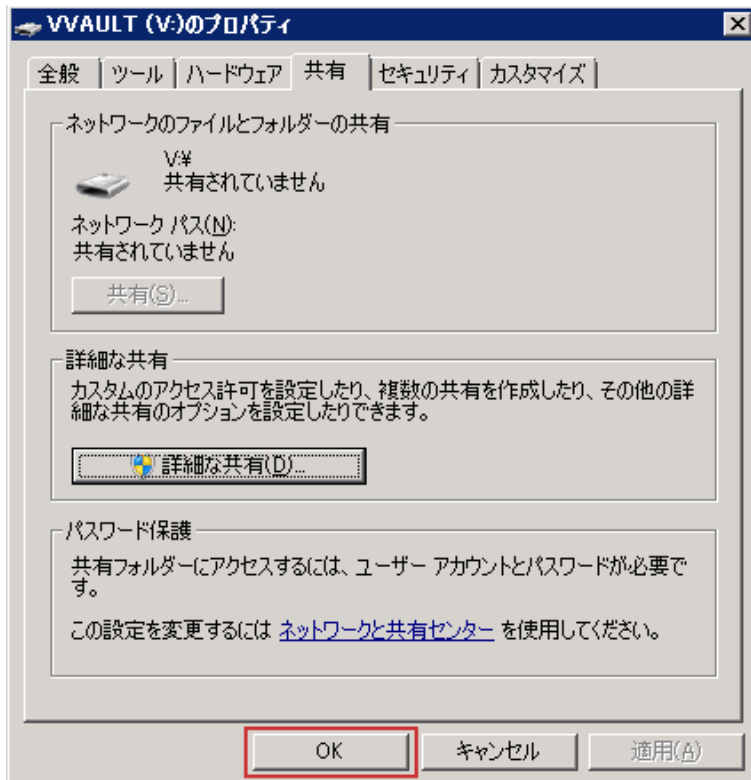 VVAULT (V:)のプロパティ
全般 ツール ハードウェア 共有 セキュリティ カスタマイズ
ネットワークのファイルとフォルダーの共有
V:¥
共有されていません
ネットワーク パス(N):
共有されていません
共有(S)...
詳細な共有
カスタムのアクセス許可を設定したり、複数の共有を作成したり、その他の詳
細な共有のオプションを設定したりできます。
詳細な共有(D)...
パスワード保護
共有フォルダーにアクセスするには、ユーザー アカウントとパスワードが必要で
す。
この設定を変更するには ネットワークと共有センター を使用してください。
OK キャンセル 適用(A)